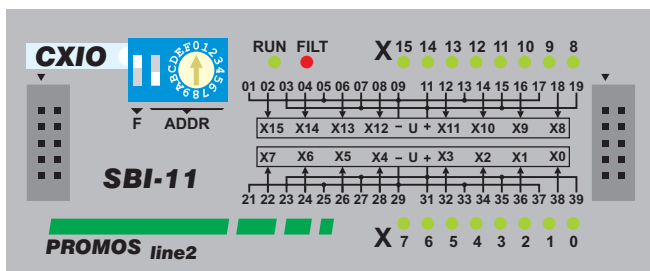 CXIO
0123456789ABCDEF
F ADDR
RUN FILT
X 15 14 13 12 11 10 9 8
01 02 03 04 05 06 07 08 09 11 12 13 14 15 16 17 18 19
X15 X14 X13 X12 – U + X11 X10 X9 X8
X7 X6 X5 X4 – U + X3 X2 X1 X0
21 22 23 24 25 26 27 28 29 31 32 33 34 35 36 37 38 39
SBI-11
PROMOS line2
X 7 6 5 4 3 2 1 0